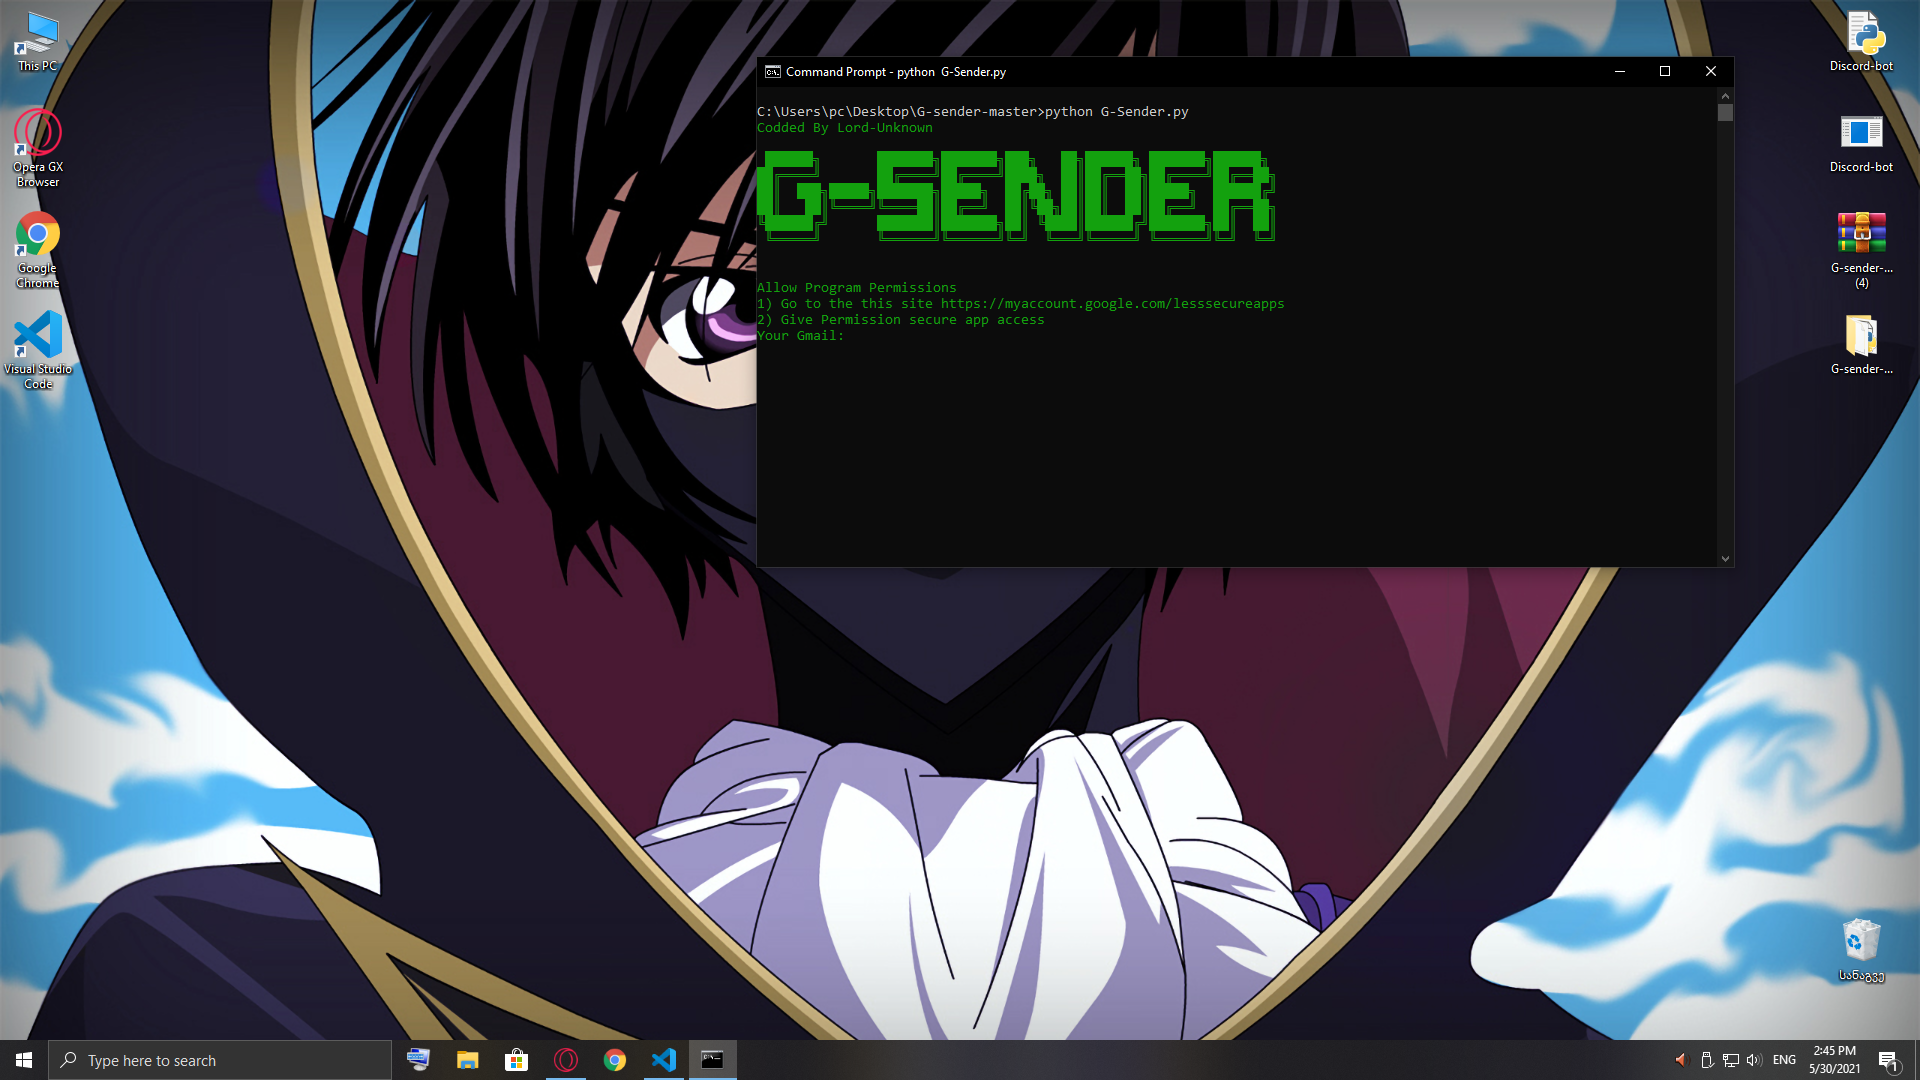 This PC
Opera GX
Browser
Google
Chrome
Visual Studio
Code
Command Prompt - python  G-Sender.py
C:\Users\pc\Desktop\G-sender-master>python G-Sender.py
Codded By Lord-Unknown
G-SENDER
Allow Program Permissions
1) Go to the this site https://myaccount.google.com/lesssecureapps
2) Give Permission secure app access
Your Gmail:
Discord-bot
Discord-bot
G-sender-...
(4)
G-sender-...
სანაგვე
Type here to search
ENG
2:45 PM
5/30/2021
1